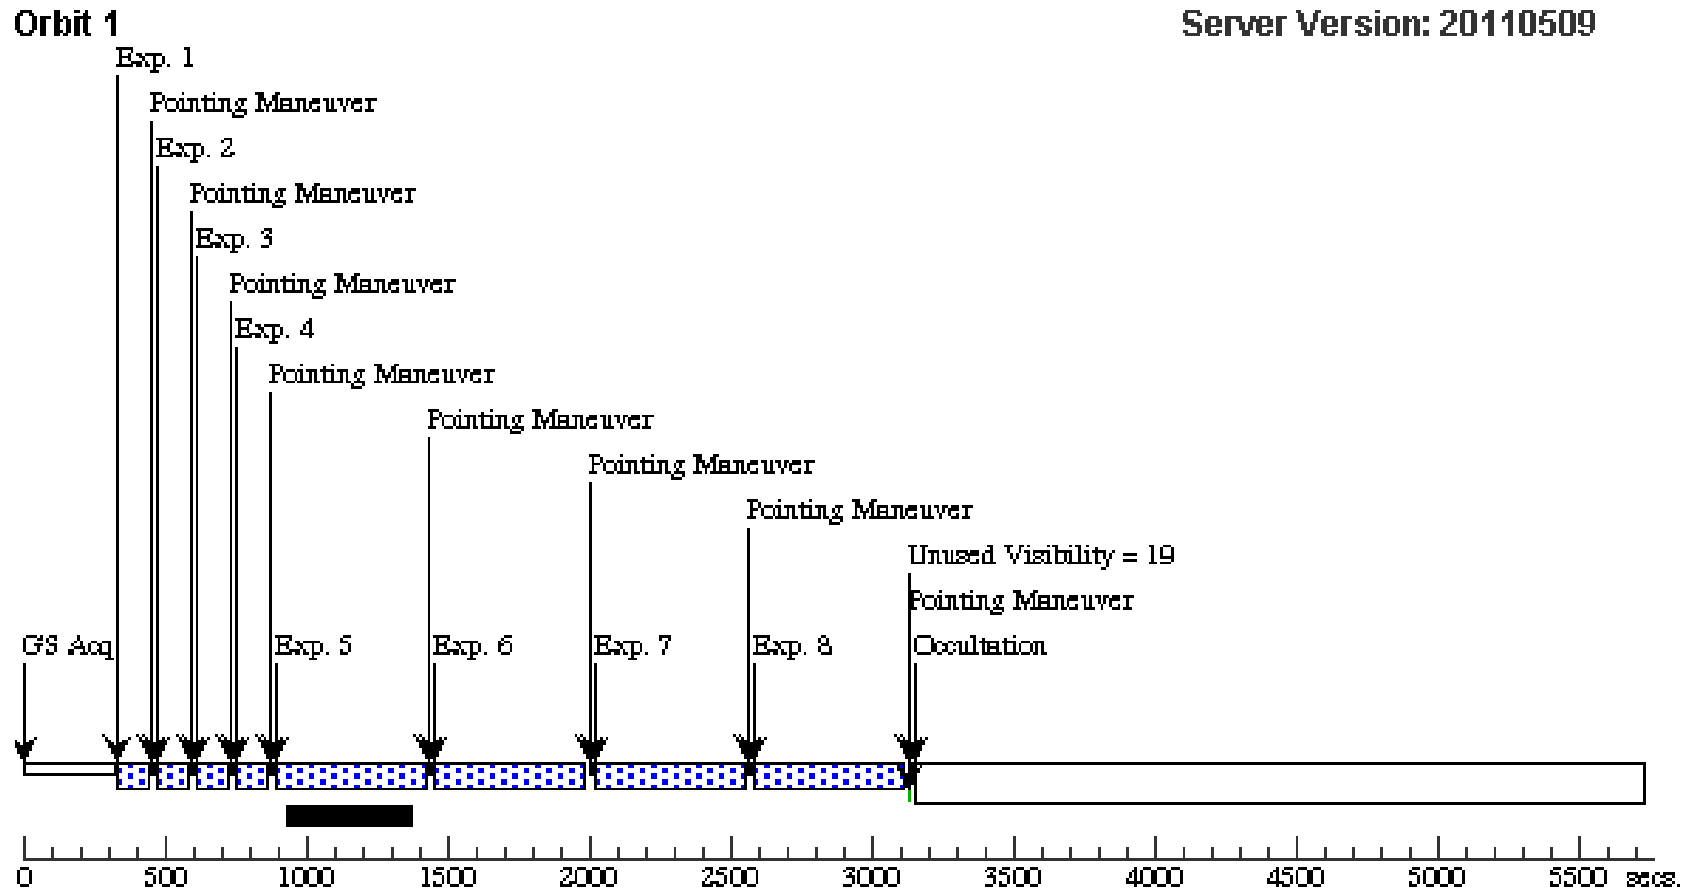 Orbit 1
Server Version: 20110509
Exp. 1
Pointing Maneuver
Exp. 2
Pointing Maneuver
Exp. 3
Pointing Maneuver
Exp. 4
Pointing Maneuver
Pointing Maneuver
Pointing Maneuver
Pointing Maneuver
Unused Visibility = 19
Pointing Maneuver
GS Acq
Exp. 5
Exp. 6
Exp. 7
Exp. 8
Occultation
0 500 1000 1500 2000 2500 3000 3500 4000 4500 5000 5500 secs.